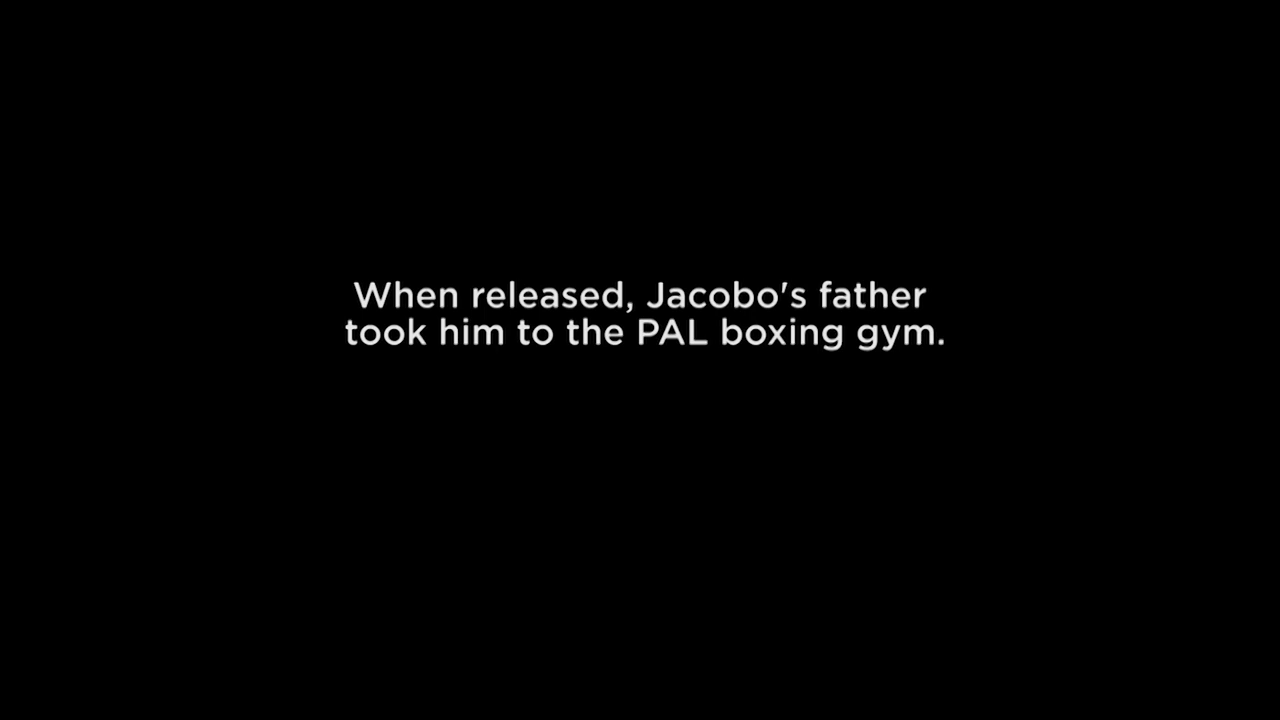 When released, Jacobo's father
took him to the PAL boxing gym.